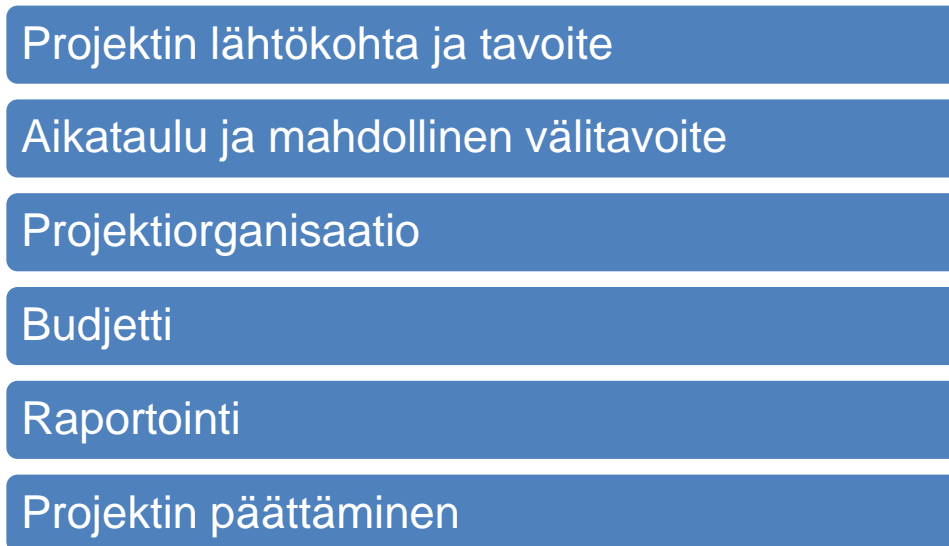 Projektin lähtökohta ja tavoite
Aikataulu ja mahdollinen välitavoite
Projektiorganisaatio
Budjetti
Raportointi
Projektin päättäminen